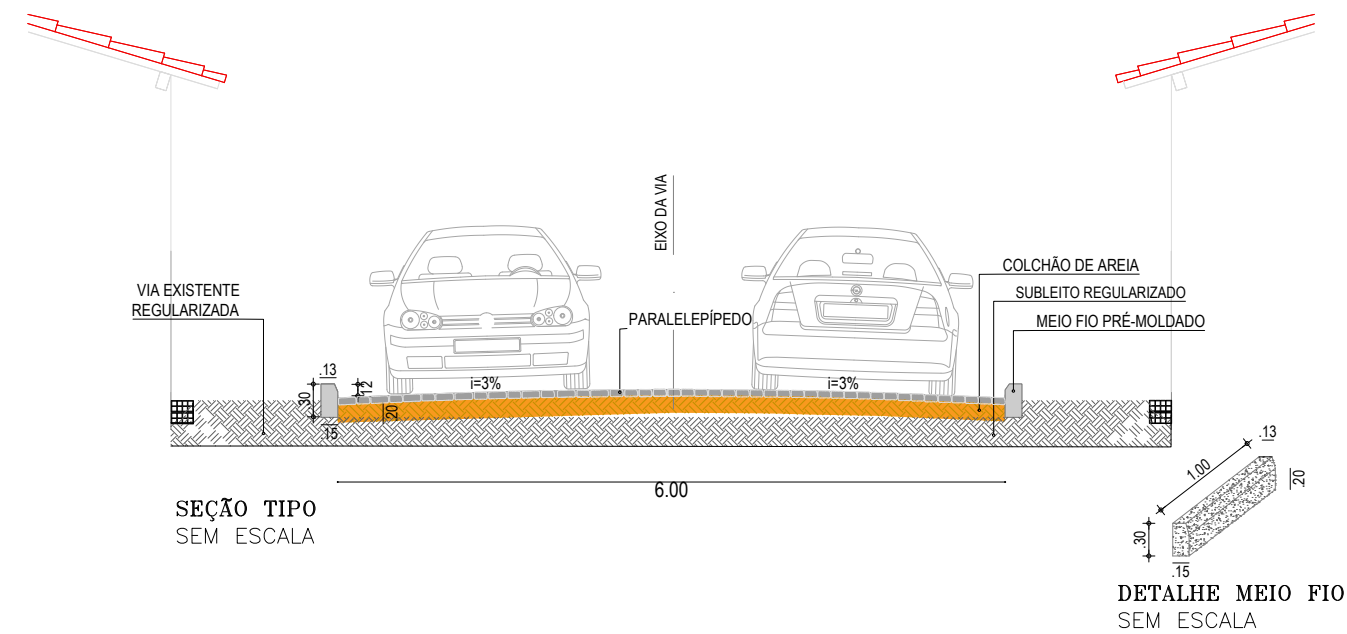 EIXO DA VIA
COLCHÃO DE AREIA
VIA EXISTENTE
REGULARIZADA
SUBLEITO REGULARIZADO
PARALELEPÍPEDO
MEIO FIO PRÉ-MOLDADO
.13
.12
i=3%
i=3%
.30
.20
.15
6.00
SEÇÃO TIPO
SEM ESCALA
.13
1.00
.20
.30
.15
DETALHE MEIO FIO
SEM ESCALA